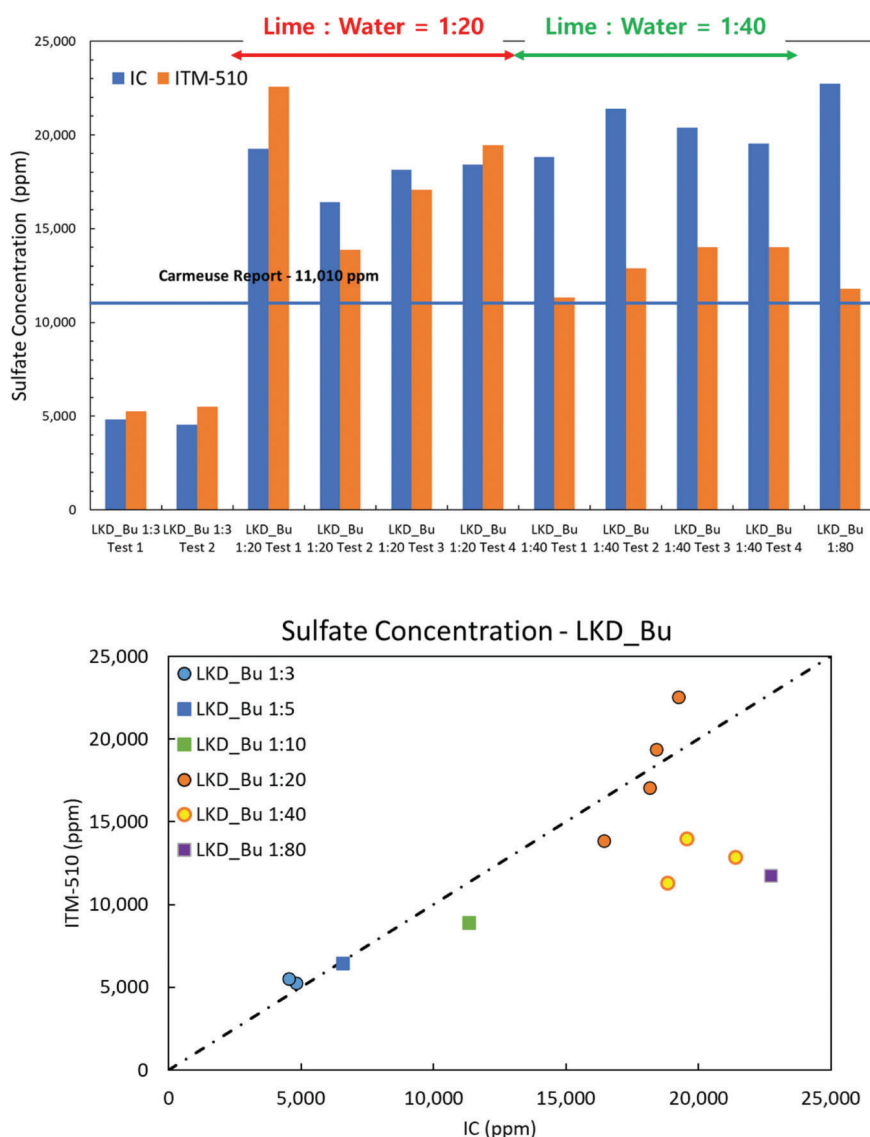 Lime : Water = 1:20 Lime : Water = 1:40
25,000
20,000
15,000
10,000
5,000
0
Sulfate Concentration (ppm)
IC ITM-510
Carmeuse Report - 11,010 ppm
LKD_Bu 1:3 LKD_Bu 1:3 LKD_Bu LKD_Bu LKD_Bu LKD_Bu LKD_Bu LKD_Bu LKD_Bu LKD_Bu LKD_Bu
Test 1 Test 2 1:20 Test 1 1:20 Test 2 1:20 Test 3 1:20 Test 4 1:40 Test 1 1:40 Test 2 1:40 Test 3 1:40 Test 4 1:80
Sulfate Concentration - LKD_Bu
25,000
20,000
15,000
10,000
5,000
0
ITM-510 (ppm)
LKD_Bu 1:3
LKD_Bu 1:5
LKD_Bu 1:10
LKD_Bu 1:20
LKD_Bu 1:40
LKD_Bu 1:80
0 5,000 10,000 15,000 20,000 25,000
IC (ppm)